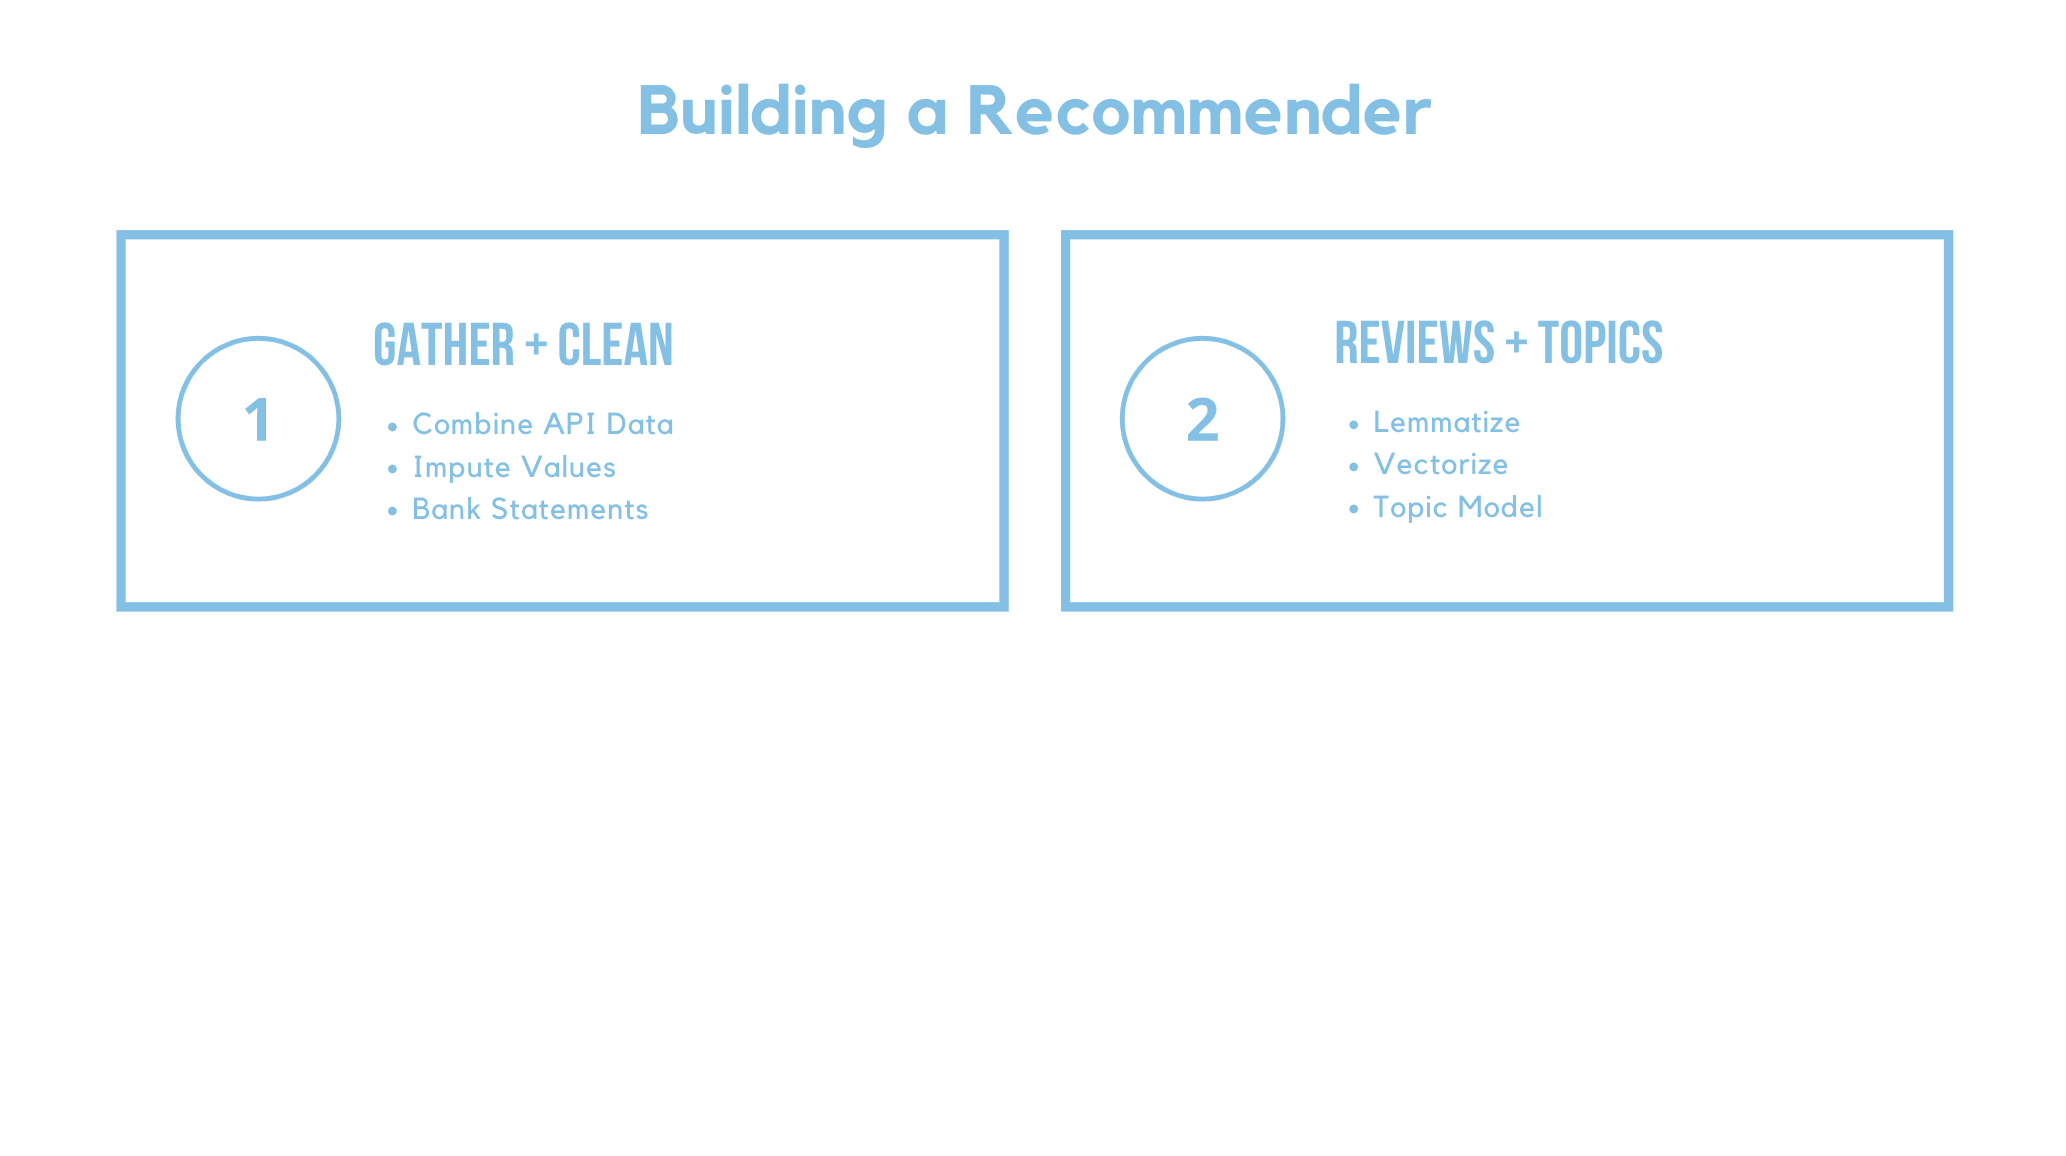 Building a Recommender
1
GATHER + CLEAN
• Combine API Data
• Impute Values
• Bank Statements
2
REVIEWS + TOPICS
• Lemmatize
• Vectorize
• Topic Model